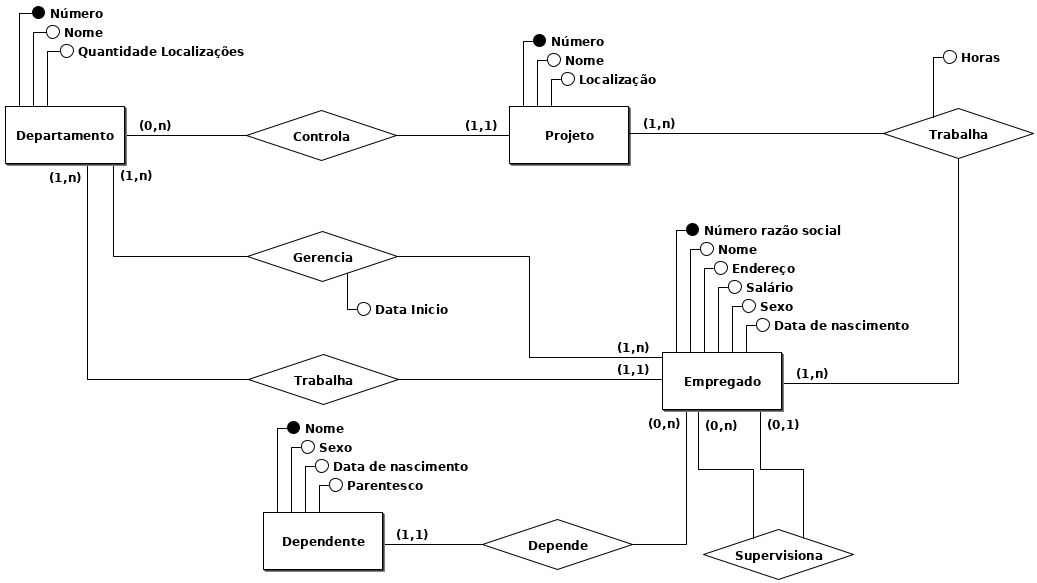 Número
Nome
Quantidade Localizações
Número
Nome
Localização
Horas
Departamento
(0,n)
Controla
(1,1)
Projeto
(1,n)
Trabalha
(1,n)
(1,n)
Gerencia
Data Inicio
Número razão social
Nome
Endereço
Salário
Sexo
Data de nascimento
(1,n)
(1,1)
Trabalha
Empregado
(1,n)
(0,n)
(0,n)
(0,1)
Nome
Sexo
Data de nascimento
Parentesco
Dependente
(1,1)
Depende
Supervisiona